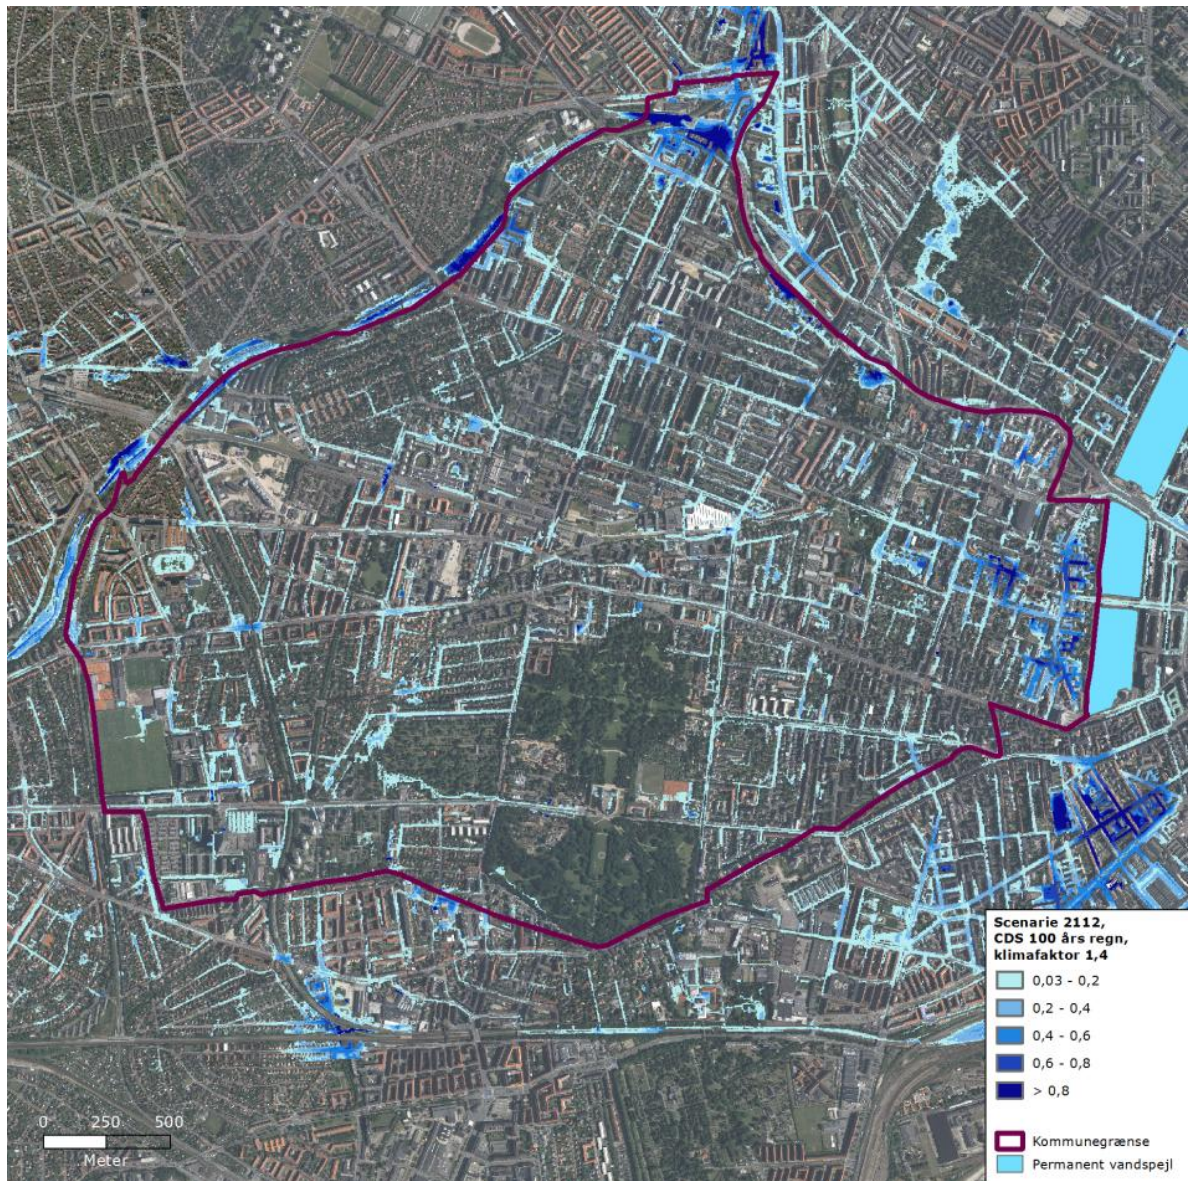 Scenarie 2112,
CDS 100 års regn,
klimafaktor 1,4
0,03 - 0,2
0,2 - 0,4
0,4 - 0,6
0,6 - 0,8
> 0,8
Kommunegrænse
Permanent vandspejl
0 250 500
Meter